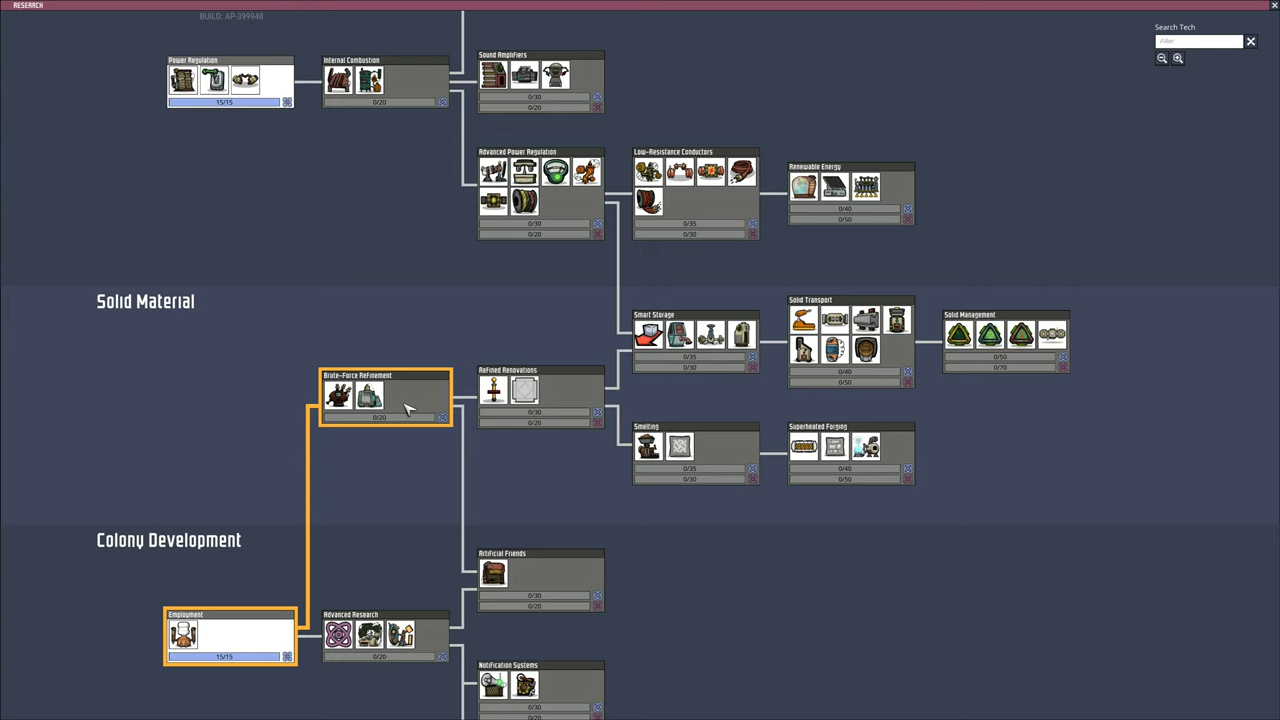 RESEARCH
BUILD: AP-399948
Search Tech
Filter
Power Regulation
15/15
Internal Combustion
0/20
Sound Amplifiers
0/30
0/20
Advanced Power Regulation
0/30
0/20
Low-Resistance Conductors
0/35
0/30
Renewable Energy
0/40
0/50
Solid Material
Brute-Force Refinement
0/20
Refined Renovations
0/30
0/20
Smart Storage
0/35
0/30
Solid Transport
0/40
0/50
Solid Management
0/50
0/70
Smelting
0/35
0/30
Superheated Forging
0/40
0/50
Colony Development
Employment
15/15
Advanced Research
0/20
Artificial Friends
0/30
0/20
Notification Systems
0/30